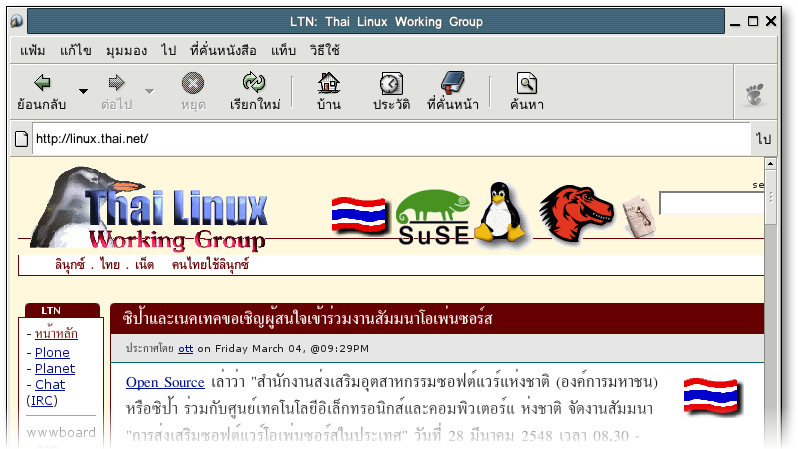 LTN: Thai Linux Working Group
แฟ้ม แก้ไข มุมมอง ไป ที่คั่นหนังสือ แท็บ วิธีใช้
ย้อนกลับ ต่อไป หยุด เรียกใหม่ บ้าน ประวัติ ที่คั่นหน้า ค้นหา
http://linux.thai.net/ ไป
se
Thai Linux
Working Group
SuSE
ลินุกซ์ . ไทย . เน็ต คนไทยใช้ลินุกซ์
LTN
- หน้าหลัก
- Plone
- Planet
- Chat
(IRC)
wwwboard
ซิป้าและเนคเทคขอเชิญผู้สนใจเข้าร่วมงานสัมมนาโอเพ่นซอร์ส
ประกาศโดย ott on Friday March 04, @09:29PM
Open Source เล่าว่า "สำนักงานส่งเสริมอุตสาหกรรมซอฟต์แวร์แห่งชาติ (องค์การมหาชน)
หรือซิป้า ร่วมกับศูนย์เทคโนโลยีอิเล็กทรอนิกส์และคอมพิวเตอร์แ ห่งชาติ จัดงานสัมมนา
"การส่งเสริมซอฟต์แวร์โอเพ่นซอร์สในประเทศ" วันที่ 28 มีนาคม 2548 เวลา 08.30 -